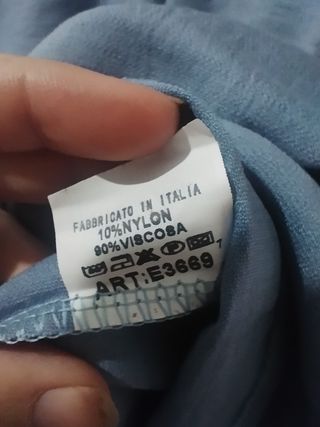 FABBRICATO IN ITALIA
10%NYLON
90%VISCOSA
ART:E3669